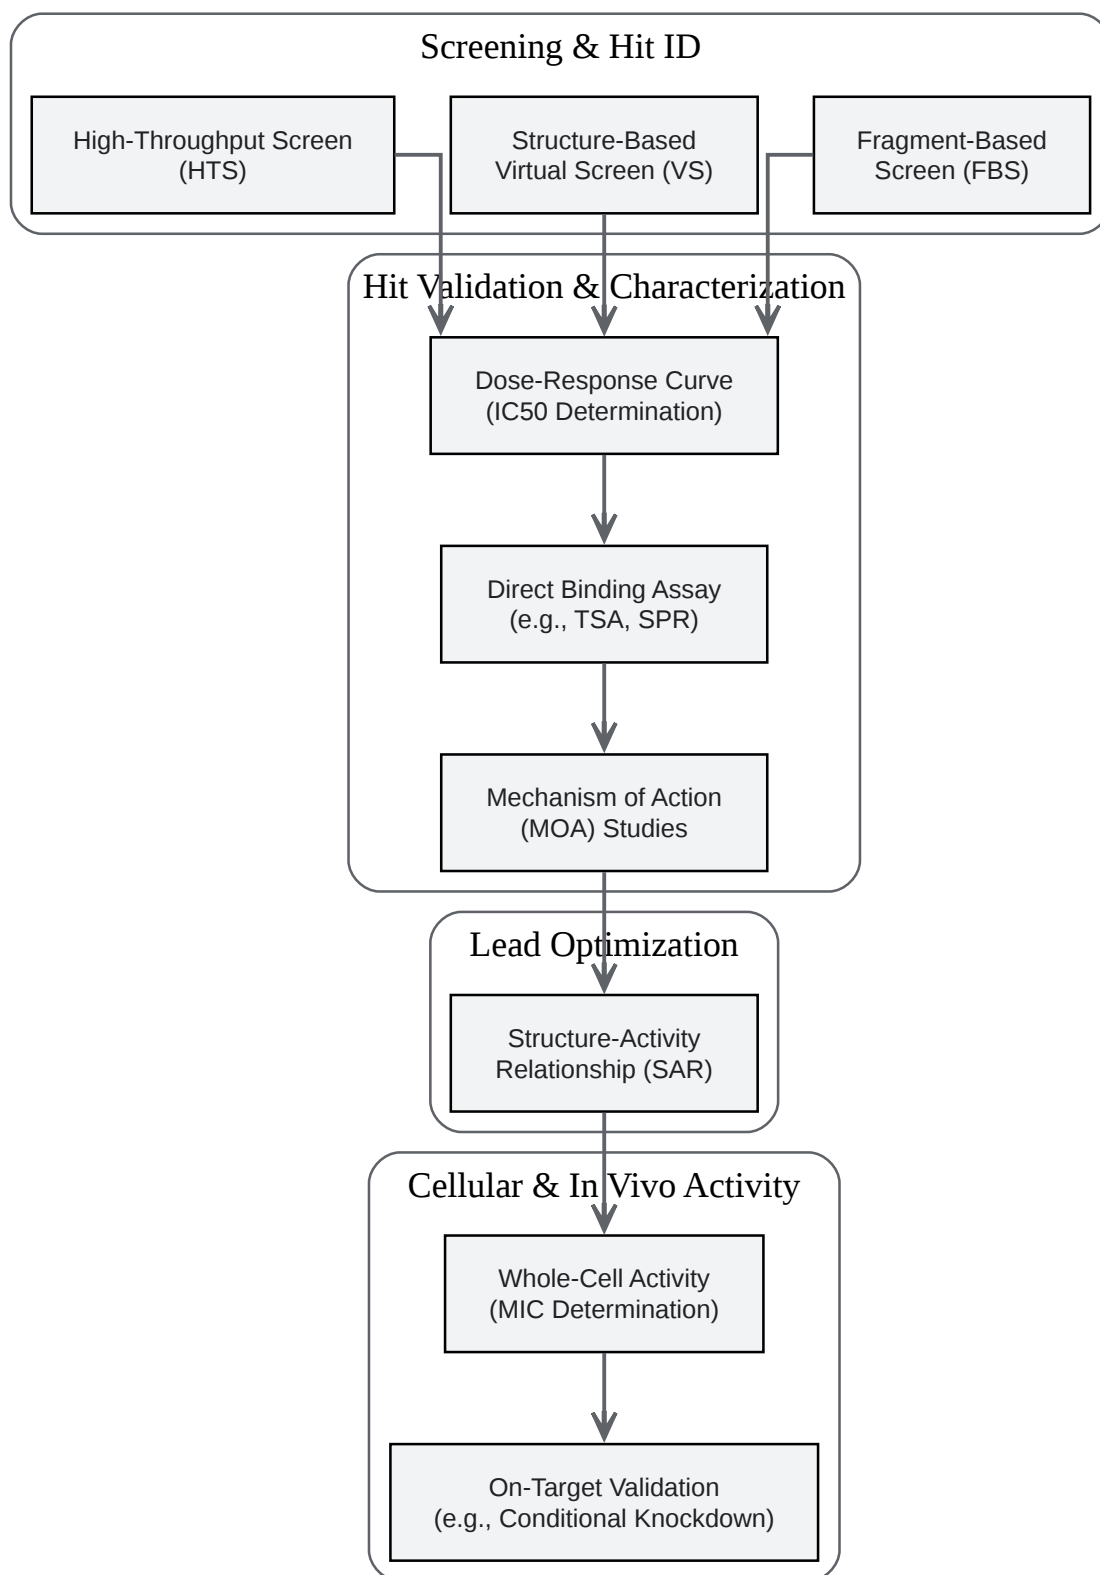 Screening & Hit ID
High-Throughput Screen
(HTS)
Structure-Based
Virtual Screen (VS)
Fragment-Based
Screen (FBS)
Hit Validation & Characterization
Dose-Response Curve
(IC50 Determination)
Direct Binding Assay
(e.g., TSA, SPR)
Mechanism of Action
(MOA) Studies
Lead Optimization
Structure-Activity
Relationship (SAR)
Cellular & In Vivo Activity
Whole-Cell Activity
(MIC Determination)
On-Target Validation
(e.g., Conditional Knockdown)